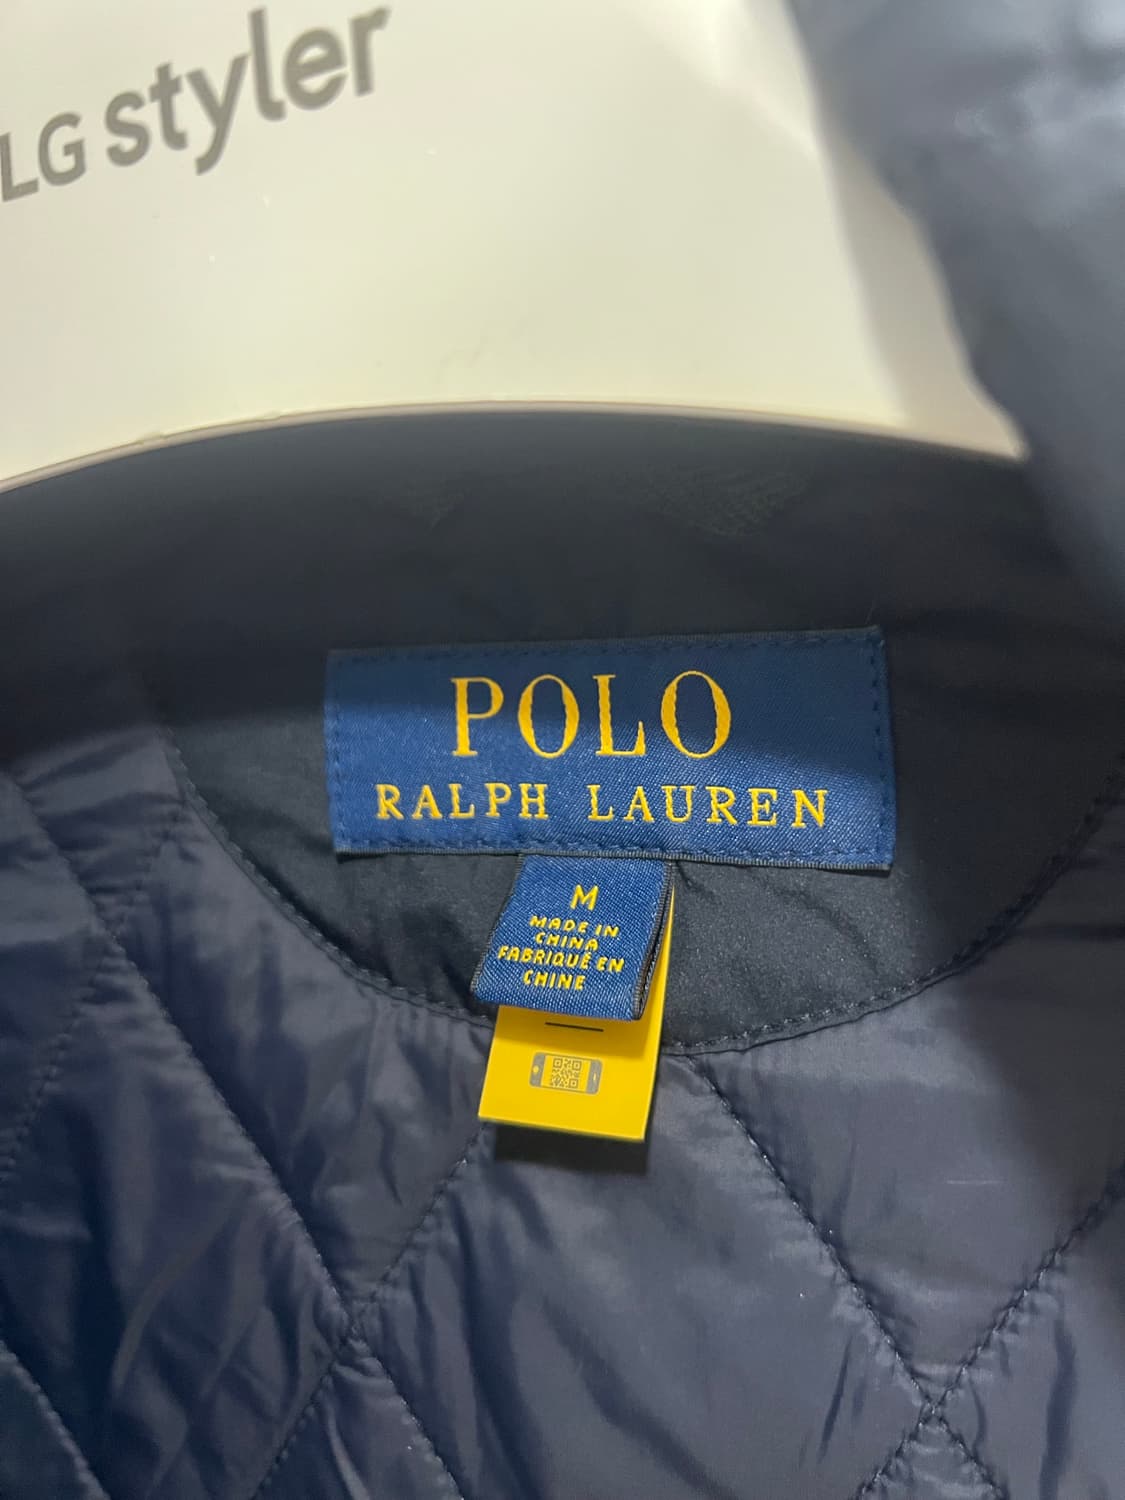 LG styler
POLO
RALPH LAUREN
M
MADE IN
CHINA
FABRIQUÉ EN
CHINE